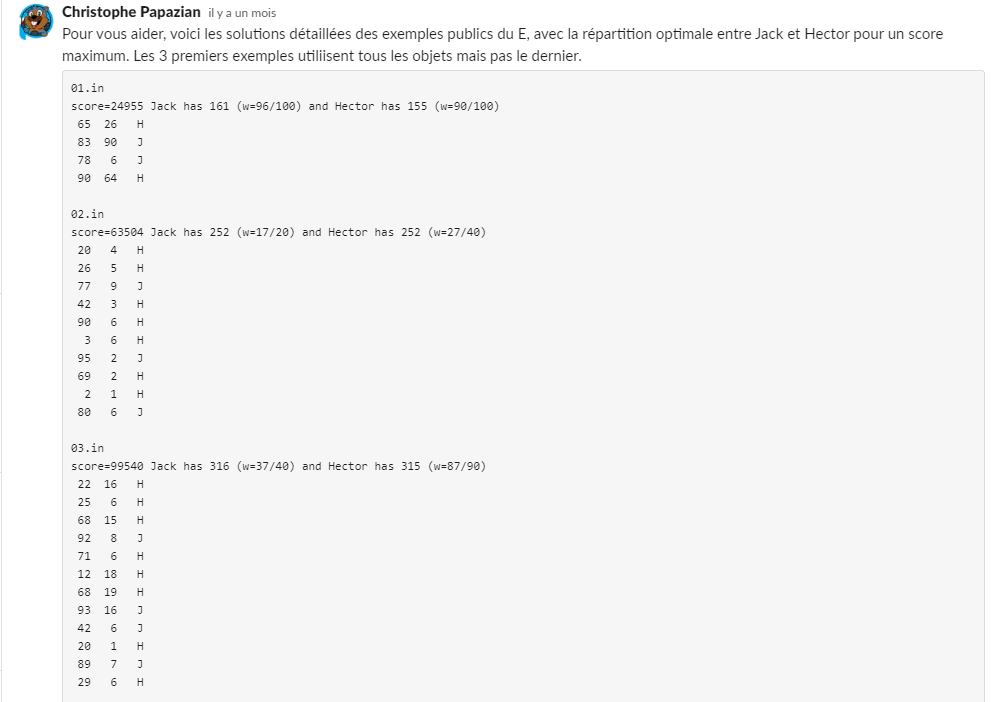 Christophe Papazian il y a un mois
Pour vous aider, voici les solutions détaillées des exemples publics du E, avec la répartition optimale entre Jack et Hector pour un score
maximum. Les 3 premiers exemples utiliisent tous les objets mais pas le dernier.
01.in
score=24955 Jack has 161 (w=96/100) and Hector has 155 (w=90/100)
65 26 H
83 90 J
78 6 J
90 64 H
02.in
score=63504 Jack has 252 (w=17/20) and Hector has 252 (w=27/40)
20 4 H
26 5 H
77 9 J
42 3 H
90 6 H
3 6 H
95 2 J
69 2 H
2 1 H
80 6 J
03.in
score=99540 Jack has 316 (w=37/40) and Hector has 315 (w=87/90)
22 16 H
25 6 H
68 15 H
92 8 J
71 6 H
12 18 H
68 19 H
93 16 J
42 6 J
20 1 H
89 7 J
29 6 H